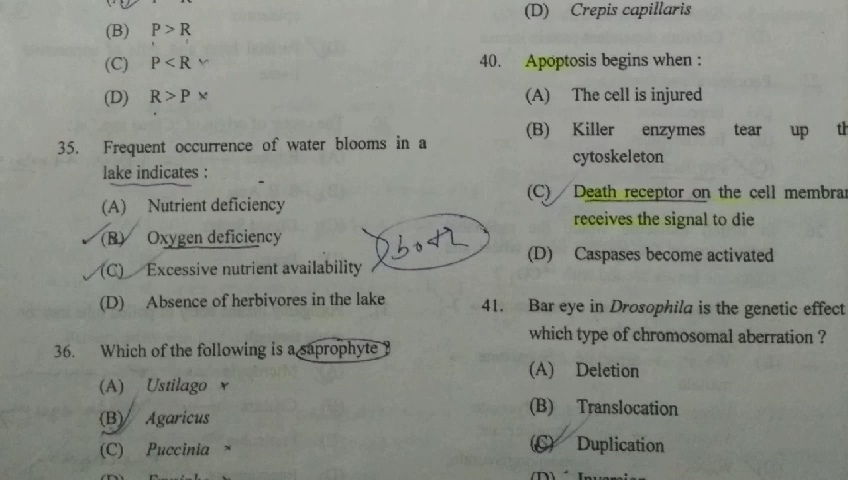 (B) P > R
(C) P < R
(D) R > P ×
35. Frequent occurrence of water blooms in a
lake indicates :
(A) Nutrient deficiency
(B) Oxygen deficiency
(C) Excessive nutrient availability
both
(D) Absence of herbivores in the lake
36. Which of the following is a saprophyte ?
(A) Ustilago ×
(B) Agaricus
(C) Puccinia ×
(D)
(D) Crepis capillaris
40. Apoptosis begins when :
(A) The cell is injured
(B) Killer enzymes tear up th
cytoskeleton
(C) Death receptor on the cell membran
receives the signal to die
(D) Caspases become activated
41. Bar eye in Drosophila is the genetic effect
which type of chromosomal aberration ?
(A) Deletion
(B) Translocation
(C) Duplication
(D) Inversion